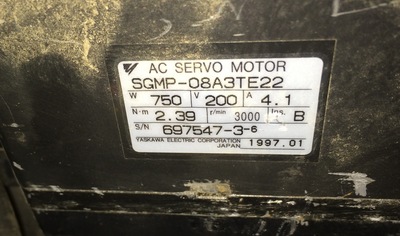 AC SERVO MOTOR
SGMP-08A3TE22
W 750 V 200 A 4.1
N·m 2.39 r/min 3000 Ins. B
S/N 697547-3-6
YASKAWA ELECTRIC CORPORATION
JAPAN 1997.01